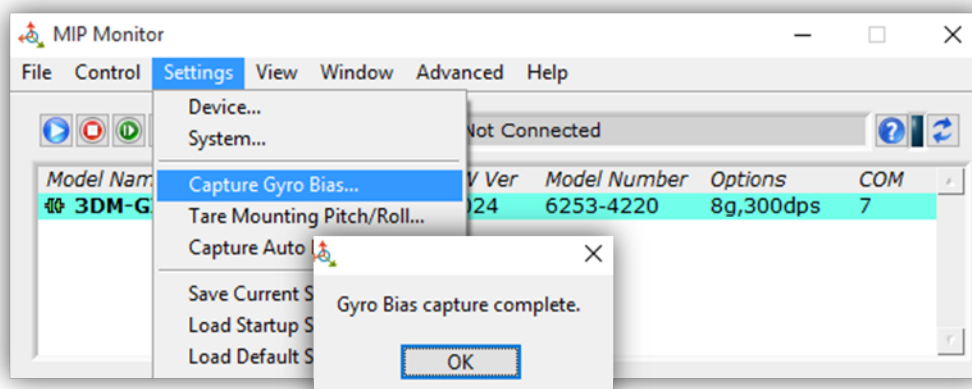 MIP Monitor
File Control Settings View Window Advanced Help
Device...
System...
Not Connected
Model Nam
Ver Model Number Options COM
3DM-G
024 6253-4220 8g,300dps 7
Capture Gyro Bias...
Tare Mounting Pitch/Roll...
Capture Auto
Save Current S
Load Startup S
Load Default S
Gyro Bias capture complete.
OK